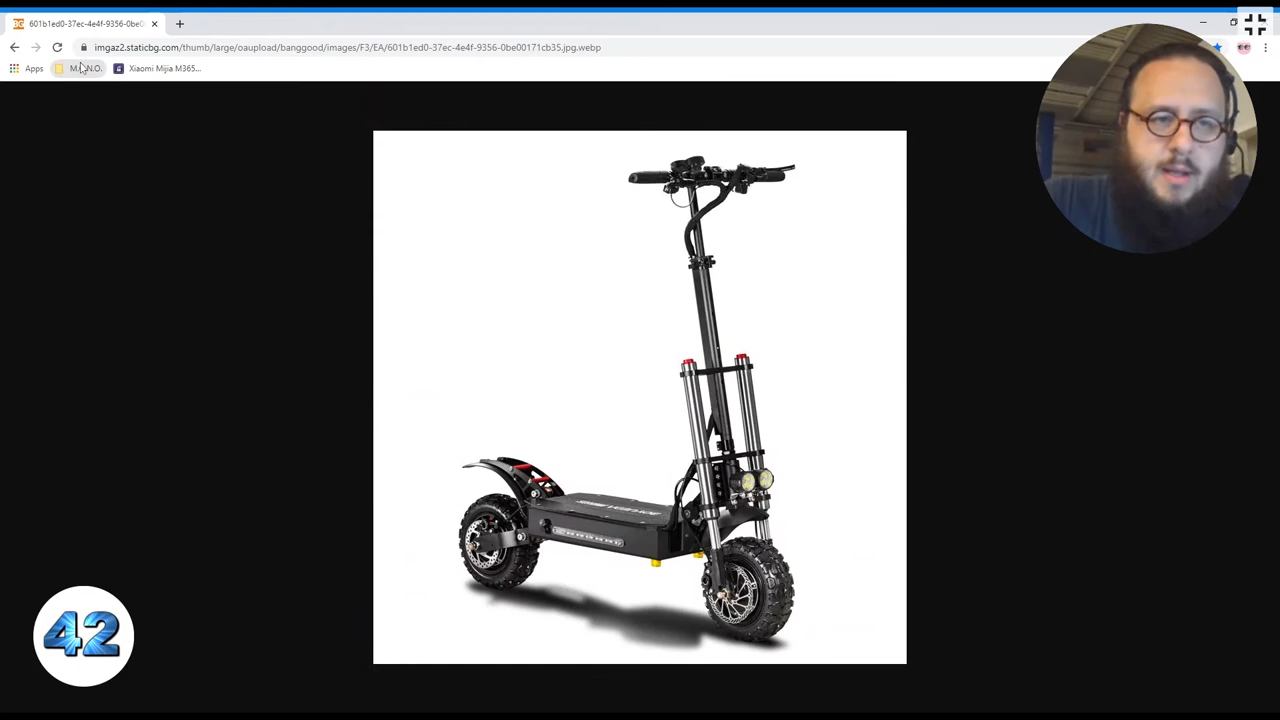 601b1ed0-37ec-4e4f-9356-0be0
imgaz2.staticbg.com/thumb/large/oaupload/banggood/images/F3/EA/601b1ed0-37ec-4e4f-9356-0be00171cb35.jpg.webp
Apps
Xiaomi Mijia M365...
42